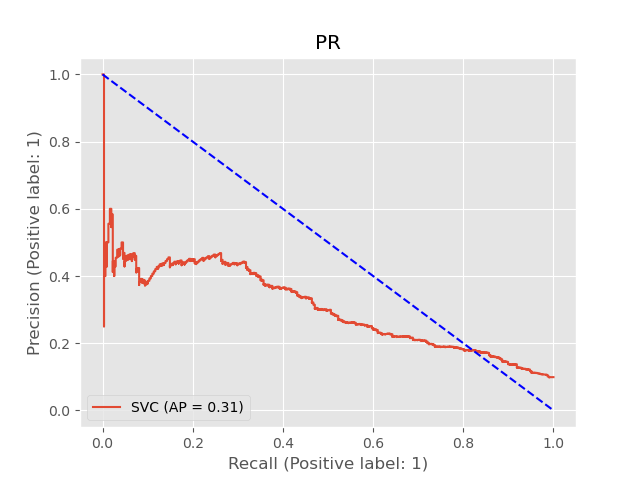 PR
Precision (Positive label: 1)
1.0
0.8
0.6
0.4
0.2
0.0
SVC (AP = 0.31)
0.0 0.2 0.4 0.6 0.8 1.0
Recall (Positive label: 1)